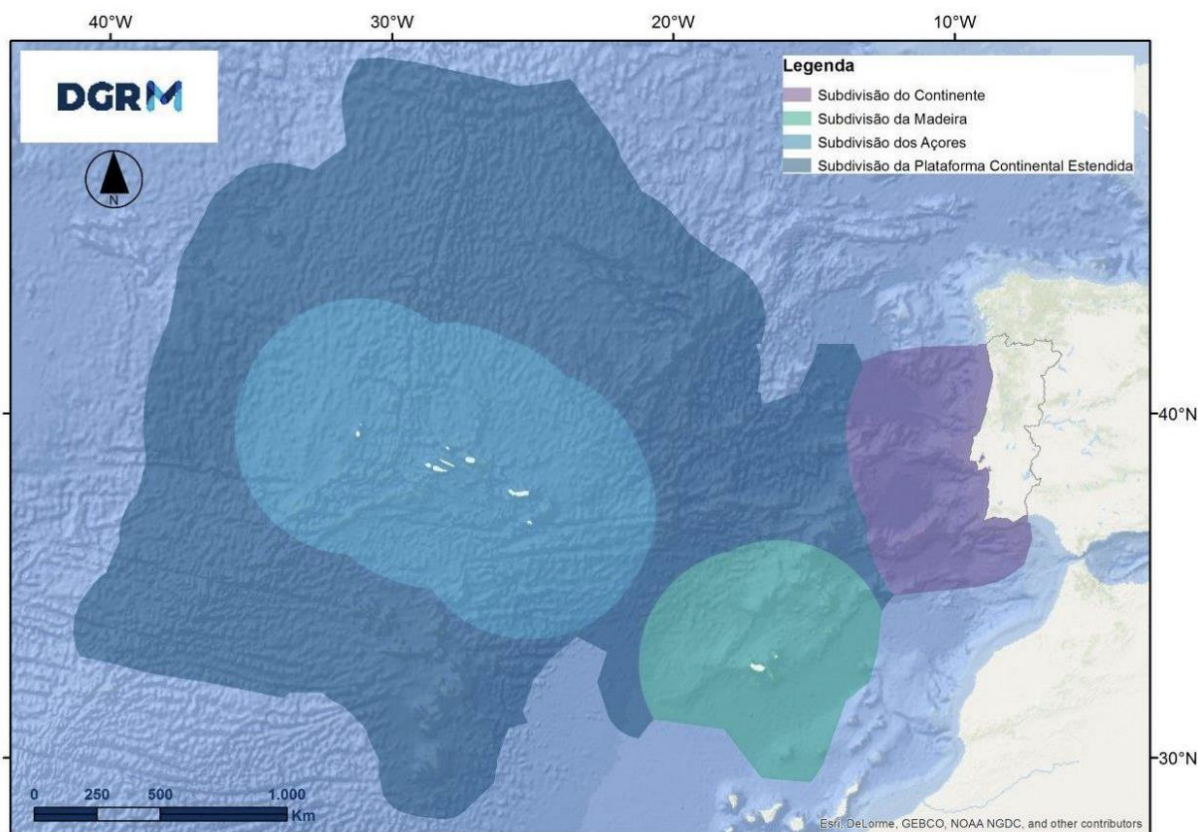 40°W 30°W 20°W 10°W
DGRM
Legenda
Subdivisão do Continente
Subdivisão da Madeira
Subdivisão dos Açores
Subdivisão da Plataforma Continental Estendida
N
40°N
30°N
0 250 500 1.000
Km
Esri, DeLorme, GEBCO, NOAA NGDC, and other contributors